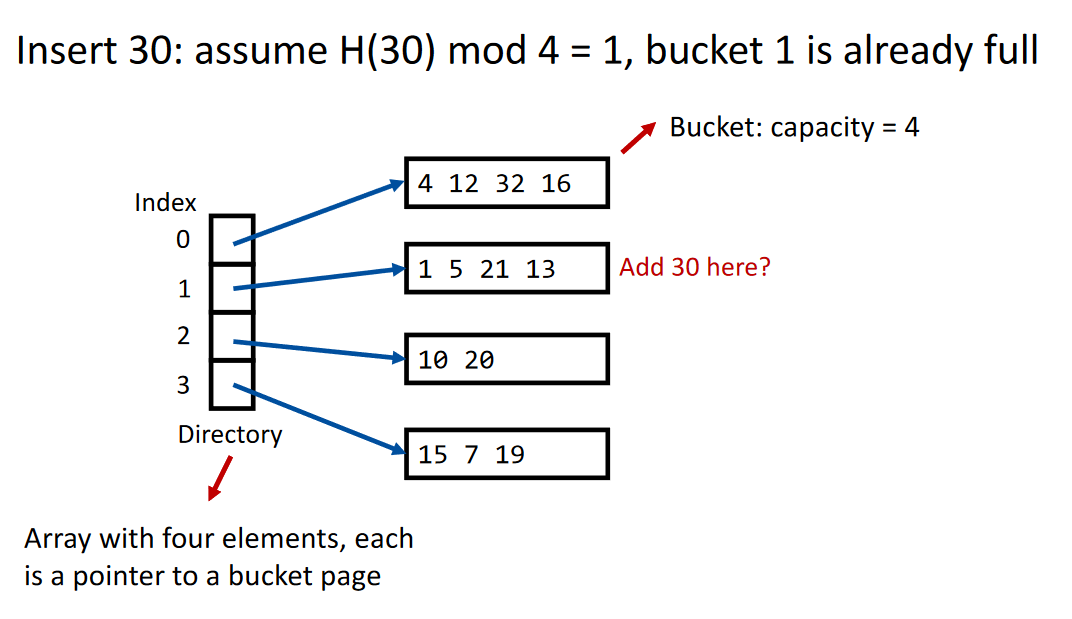 Insert 30: assume H(30) mod 4 = 1, bucket 1 is already full
Bucket: capacity = 4
4 12 32 16
Index
0
1 5 21 13
Add 30 here?
1
2
10 20
3
Directory
15 7 19
Array with four elements, each
is a pointer to a bucket page